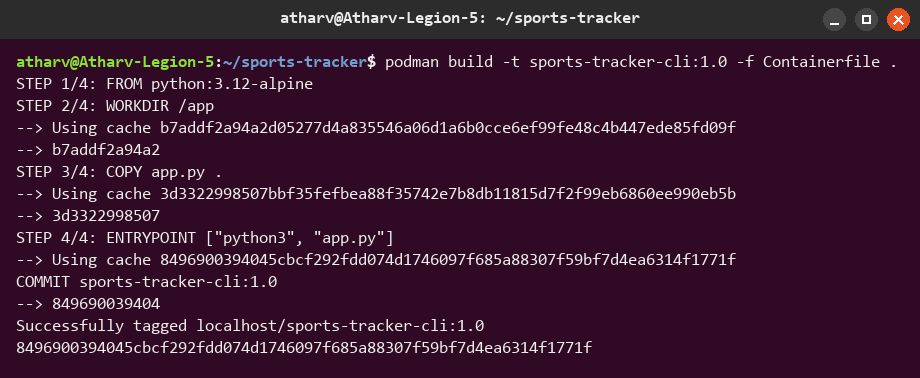 atharv@Atharv-Legion-5: ~/sports-tracker
atharv@Atharv-Legion-5:~/sports-tracker$ podman build -t sports-tracker-cli:1.0 -f Containerfile .
STEP 1/4: FROM python:3.12-alpine
STEP 2/4: WORKDIR /app
--> Using cache b7addf2a94a2d05277d4a835546a06d1a6b0cce6ef99fe48c4b447ede85fd09f
--> b7addf2a94a2
STEP 3/4: COPY app.py .
--> Using cache 3d3322998507bbf35fefbea88f35742e7b8db11815d7f2f99eb6860ee990eb5b
--> 3d3322998507
STEP 4/4: ENTRYPOINT ["python3", "app.py"]
--> Using cache 8496900394045cbcf292fdd074d1746097f685a88307f59bf7d4ea6314f1771f
COMMIT sports-tracker-cli:1.0
--> 849690039404
Successfully tagged localhost/sports-tracker-cli:1.0
8496900394045cbcf292fdd074d1746097f685a88307f59bf7d4ea6314f1771f